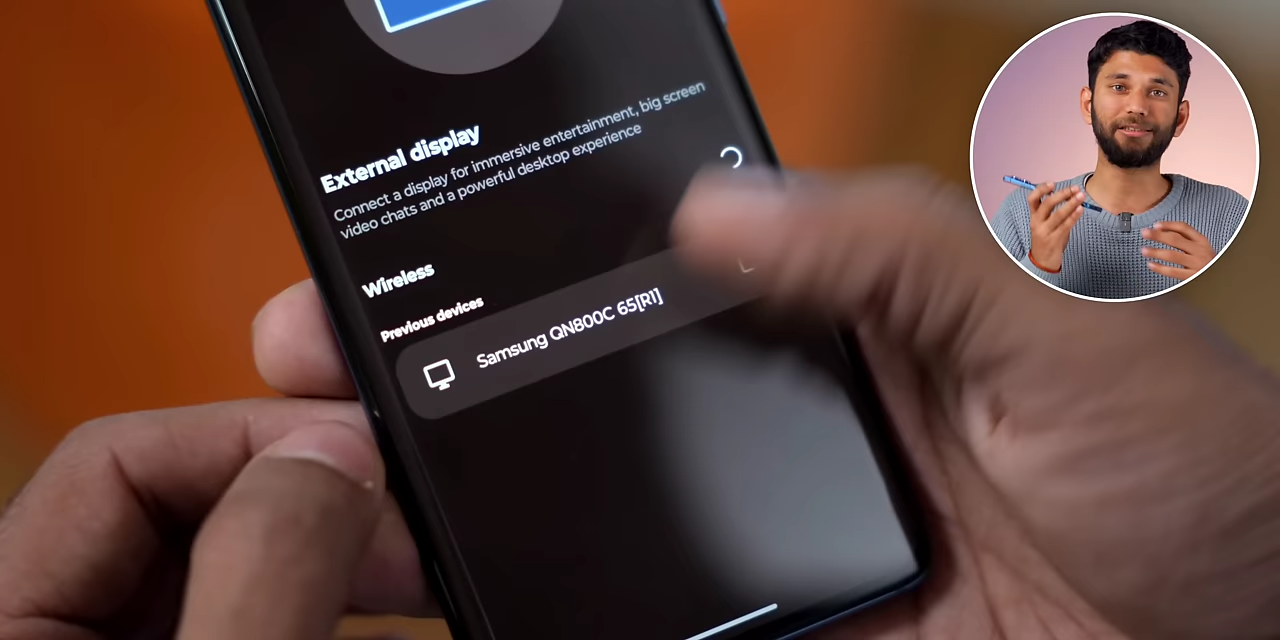 External display
Connect a display for immersive entertainment, big screen
video chats and a powerful desktop experience
Wireless
Previous devices
Samsung QN800C 65[R1]